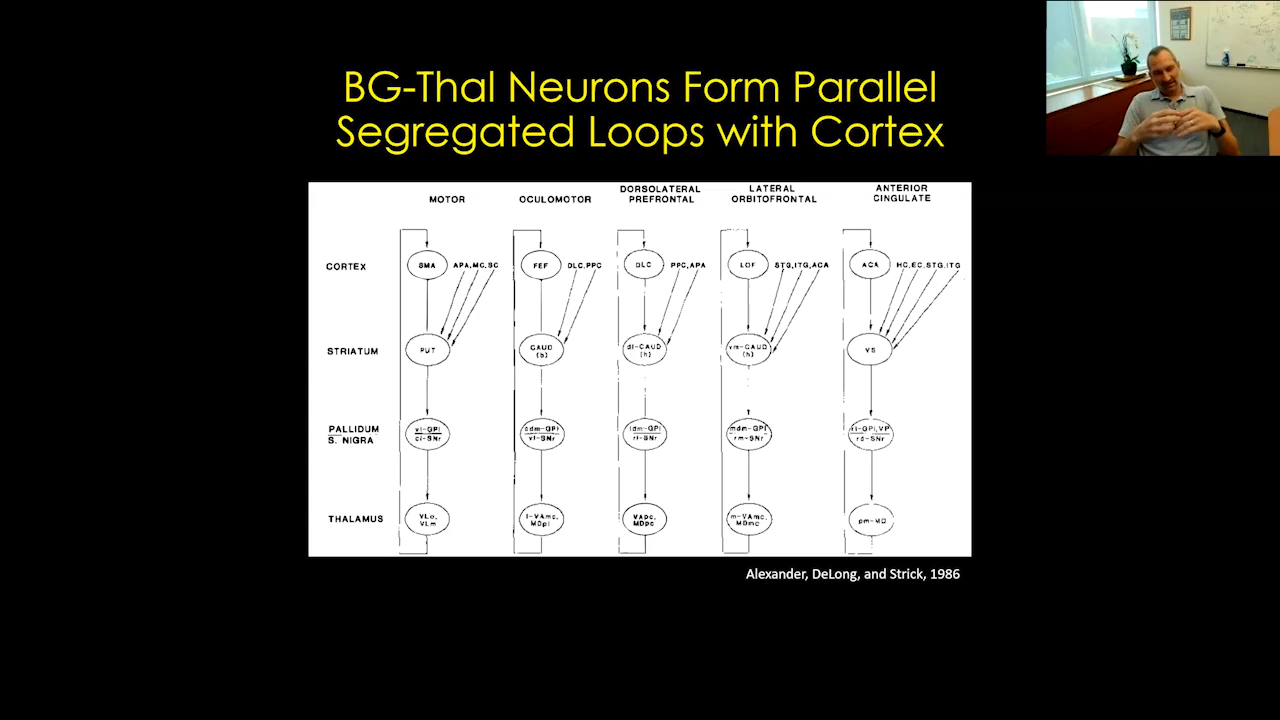 BG-Thal Neurons Form Parallel
Segregated Loops with Cortex
MOTOR
OCULOMOTOR
DORSOLATERAL
PREFRONTAL
LATERAL
ORBITOFRONTAL
ANTERIOR
CINGULATE
CORTEX
SMA
APA,MC,SC
FEF
DLC,PPC
DLC
PPC,APA
LOF
STG,ITG,ACA
ACA
HC,EC,STG,ITG
STRIATUM
PUT
CAUD
(b)
dl-CAUD
(h)
vm-CAUD
(h)
VS
PALLIDUM
S. NIGRA
vl-GPi
cl-SNr
cdm-GPi
vl-SNr
ldm-GPi
rl-SNr
mdm-GPi
rm-SNr
rl-GPi,VP
rd-SNr
THALAMUS
VLo,
VLm
l-VAmc,
MDpl
VApc,
MDpc
m-VAmc,
MDmc
pm-MD
Alexander, DeLong, and Strick, 1986